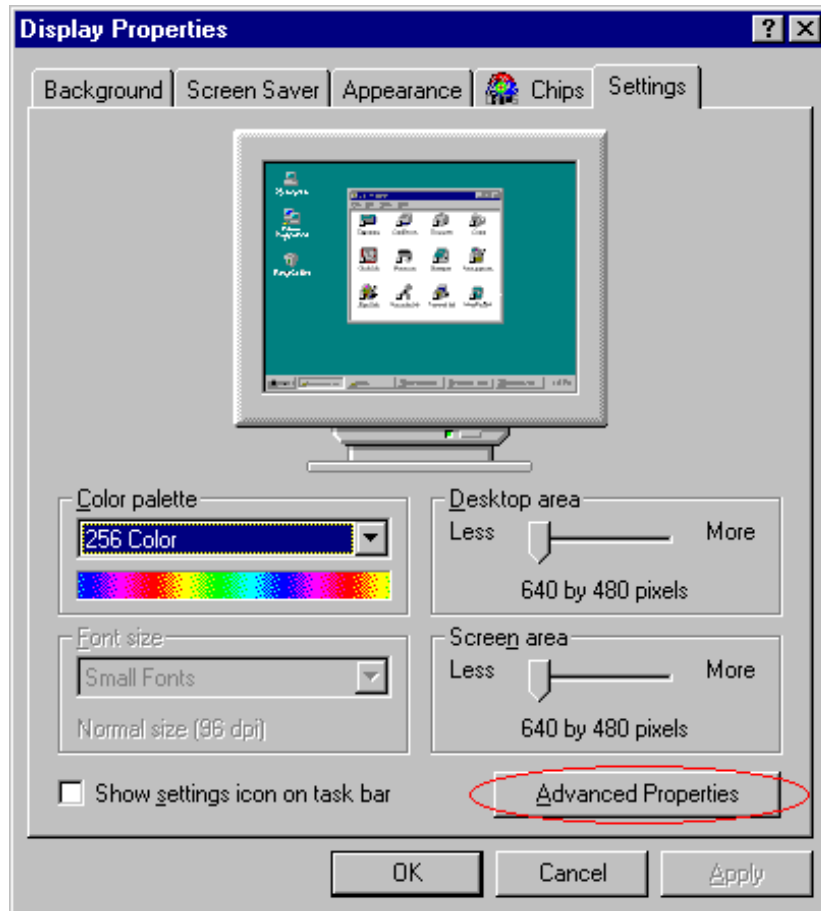 Display Properties
Background Screen Saver Appearance Chips Settings
Color palette
256 Color
Desktop area
Less More
640 by 480 pixels
Font size
Small Fonts
Normal size (96 dpi)
Screen area
Less More
640 by 480 pixels
Show settings icon on task bar
Advanced Properties
OK Cancel Apply